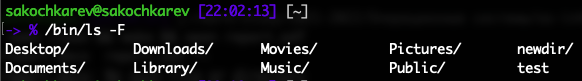 sakochkarev@sakochkarev [22:02:13] [~]
-> % /bin/ls -F
Desktop/ Downloads/ Movies/ Pictures/ newdir/
Documents/ Library/ Music/ Public/ test